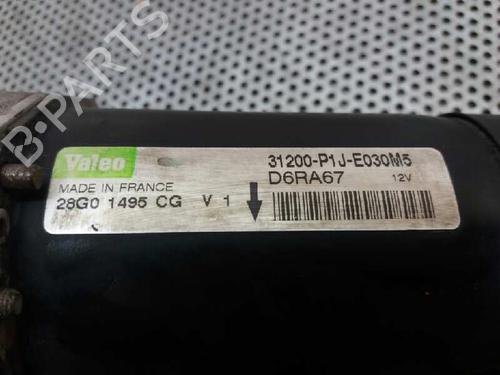 B-PARTS
Valeo
31200-P1J-E030M5
D6RA67 12V
MADE IN FRANCE
28G0 1495 CG V 1